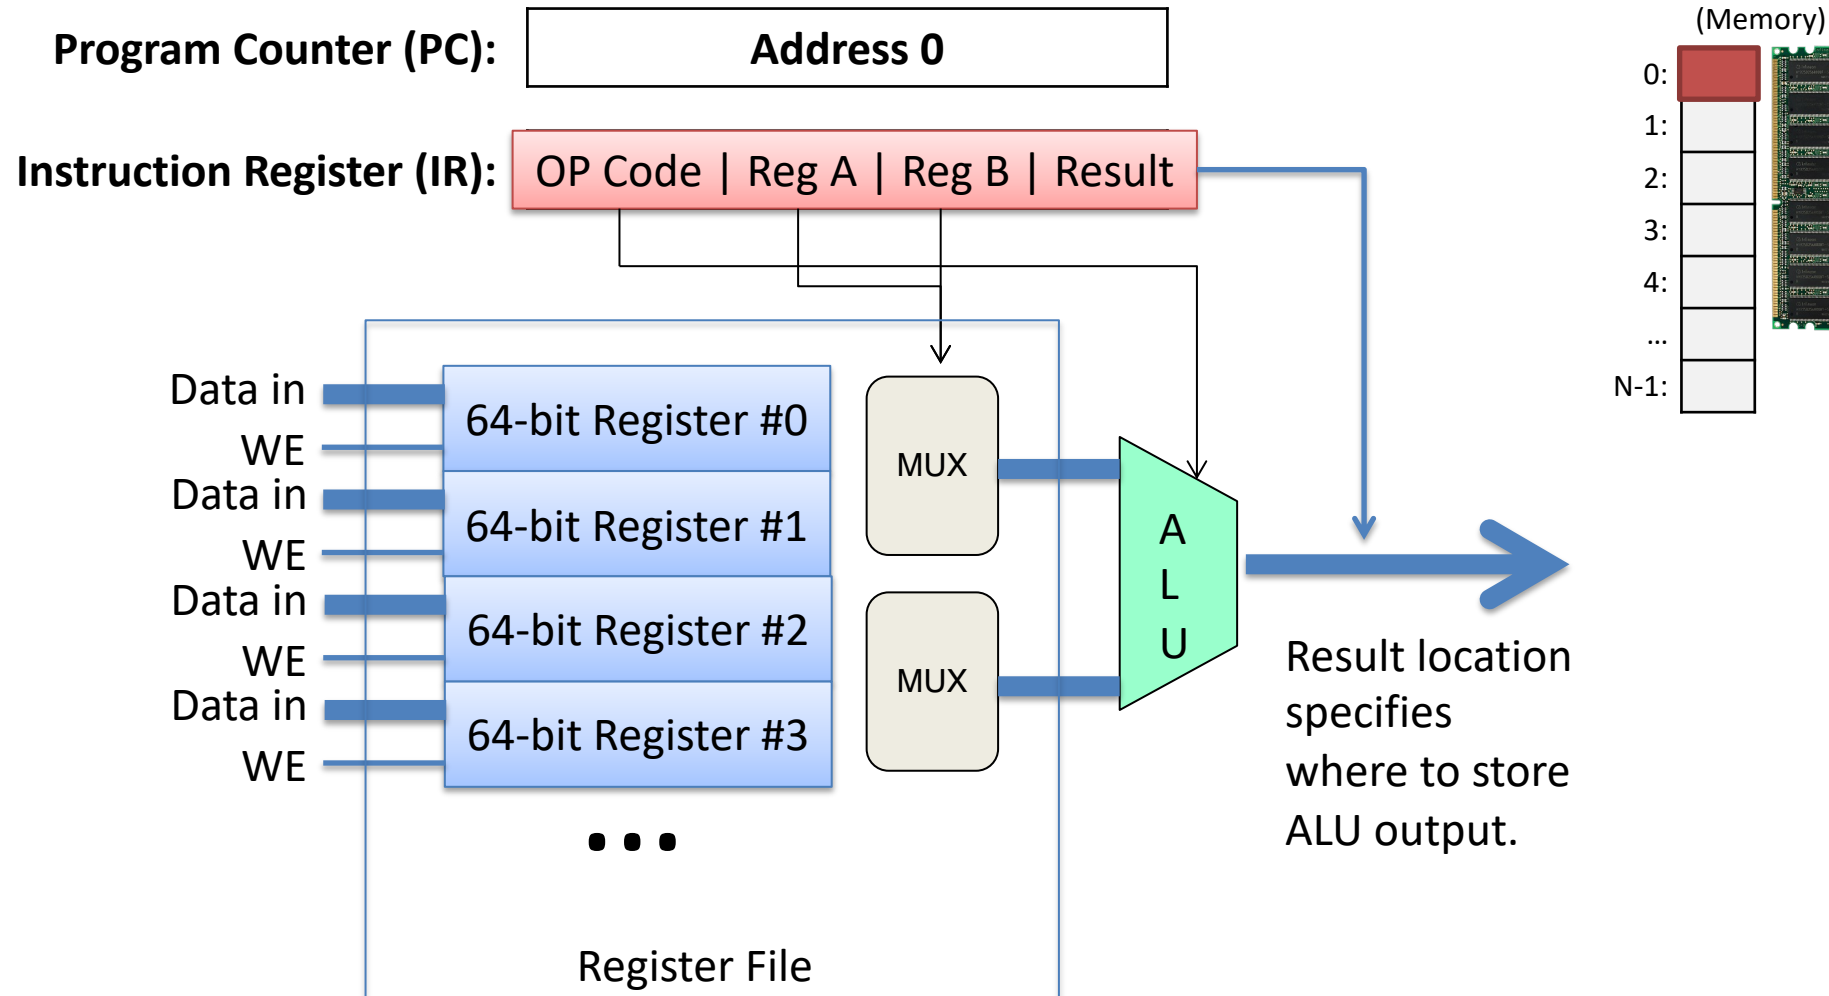 (Memory)
Program Counter (PC):
Address 0
0:
1:
Instruction Register (IR):
OP Code | Reg A | Reg B | Result
2:
3:
4:
...
N-1:
Data in
WE
64-bit Register #0
Data in
WE
64-bit Register #1
Data in
WE
64-bit Register #2
Data in
WE
64-bit Register #3
MUX
MUX
A
L
U
Result location
specifies
where to store
ALU output.
...
Register File